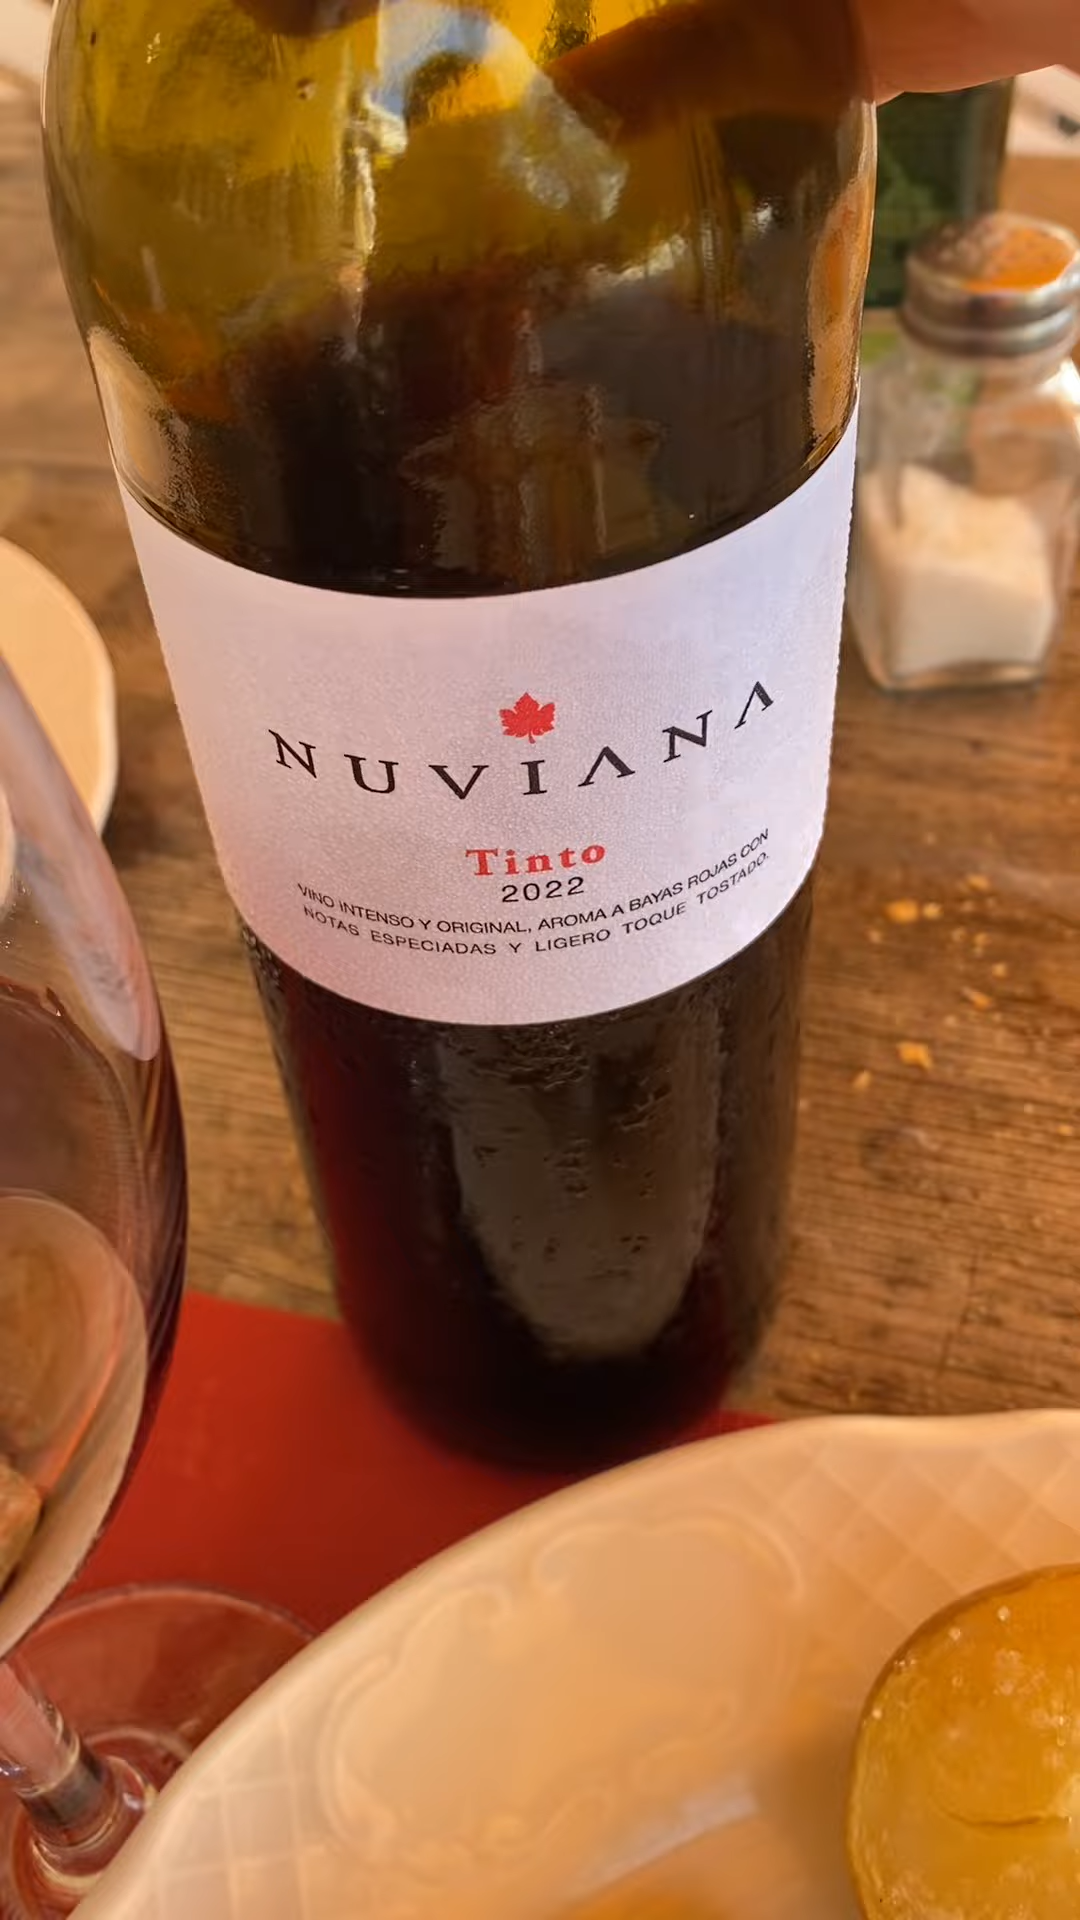 NUVIANA
Tinto
2022
VINO INTENSO Y ORIGINAL, AROMA A BAYAS ROJAS CON
NOTAS ESPECIADAS Y LIGERO TOQUE TOSTADO.